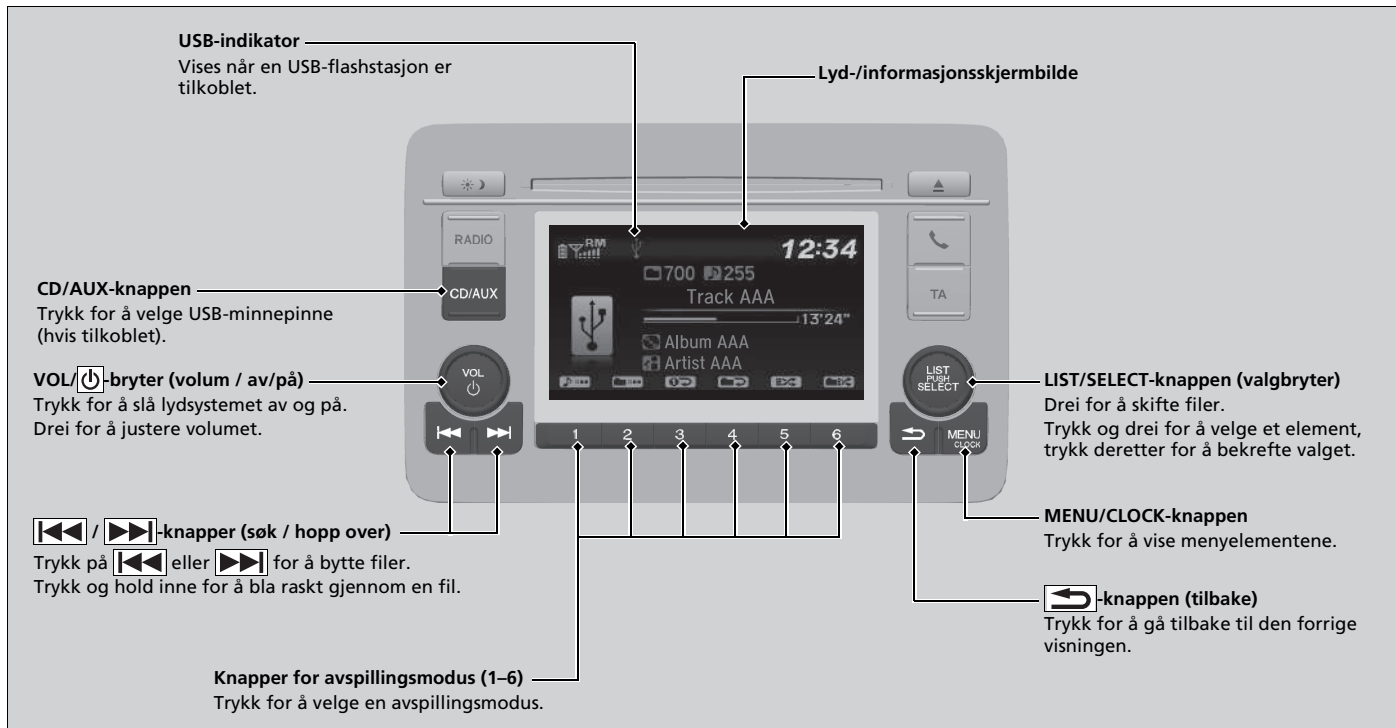 USB-indikator
Vises når en USB-flashstasjon er
tilkoblet.
Lyd-/informasjonsskjermbilde
RADIO
CD/AUX
VOL
RM
12:34
700 255
Track AAA
13'24"
Album AAA
Artist AAA
1 2 3 4 5 6
TA
LIST
PUSH
SELECT
MENU
CLOCK
CD/AUX-knappen
Trykk for å velge USB-minnepinne
(hvis tilkoblet).
VOL/ -bryter (volum / av/på)
Trykk for å slå lydsystemet av og på.
Drei for å justere volumet.
/ -knapper (søk / hopp over)
Trykk på eller for å bytte filer.
Trykk og hold inne for å bla raskt gjennom en fil.
Knapper for avspillingsmodus (1–6)
Trykk for å velge en avspillingsmodus.
LIST/SELECT-knappen (valgbryter)
Drei for å skifte filer.
Trykk og drei for å velge et element,
trykk deretter for å bekrefte valget.
MENU/CLOCK-knappen
Trykk for å vise menyelementene.
-knappen (tilbake)
Trykk for å gå tilbake til den forrige
visningen.